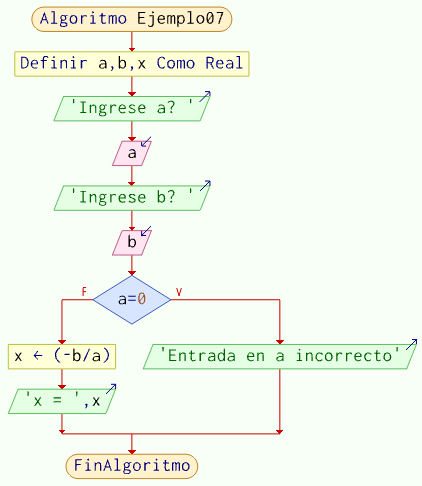 Algoritmo Ejemplo07
Definir a,b,x Como Real
'Ingrese a? '
a
'Ingrese b? '
b
F
V
a=0
x ← (-b/a)
'Entrada en a incorrecto'
'x = ',x
FinAlgoritmo